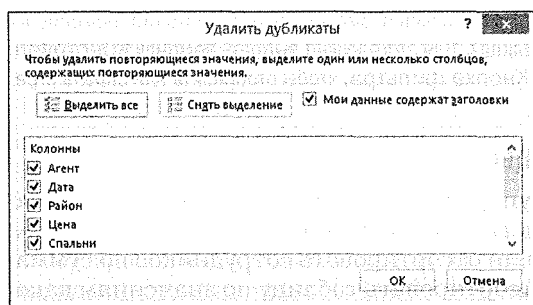 Удалить дубликаты ?
Чтобы удалить повторяющиеся значения, выделите один или несколько столбцов,
содержащих повторяющиеся значения.
Выделить все Снять выделение Мои данные содержат заголовки
Колонны
Агент
Дата
Район
Цена
Спальни
ОК Отмена